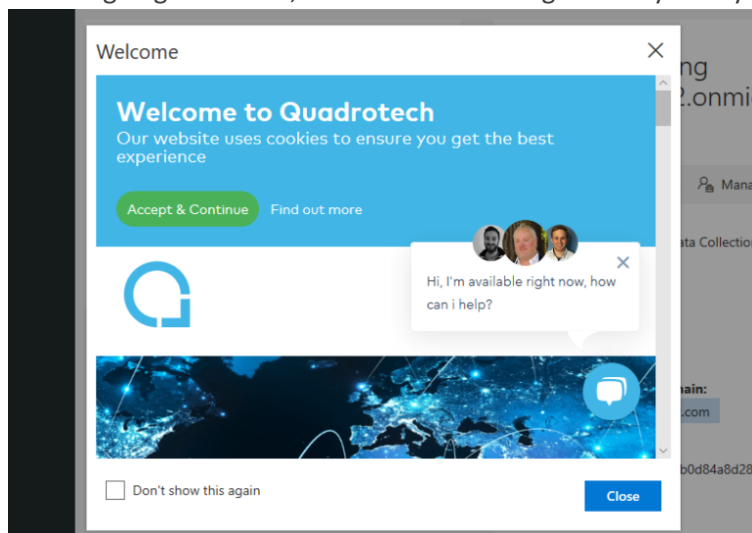 Welcome
Welcome to Quadrotech
Our website uses cookies to ensure you get the best
experience
Accept & Continue Find out more
Hi, I'm available right now, how
can i help?
Don't show this again
Close
ng
.onmi
Mana
ata Collection
ain:
.com
b0d84a8d28